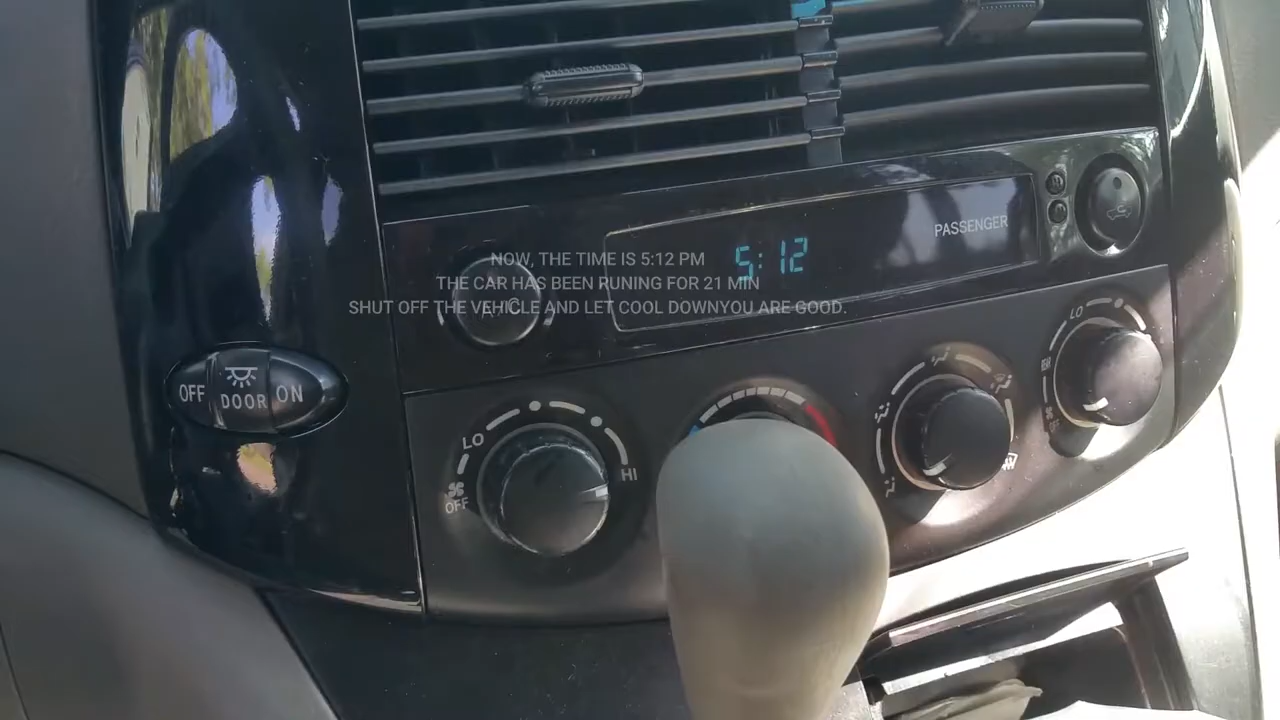 PASSENGER
5:12
NOW, THE TIME IS 5:12 PM
THE CAR HAS BEEN RUNING FOR 21 MIN
SHUT OFF THE VEHICLE AND LET COOL DOWNYOU ARE GOOD.
A/C
OFF DOOR ON
LO
HI
OFF
LO
OFF